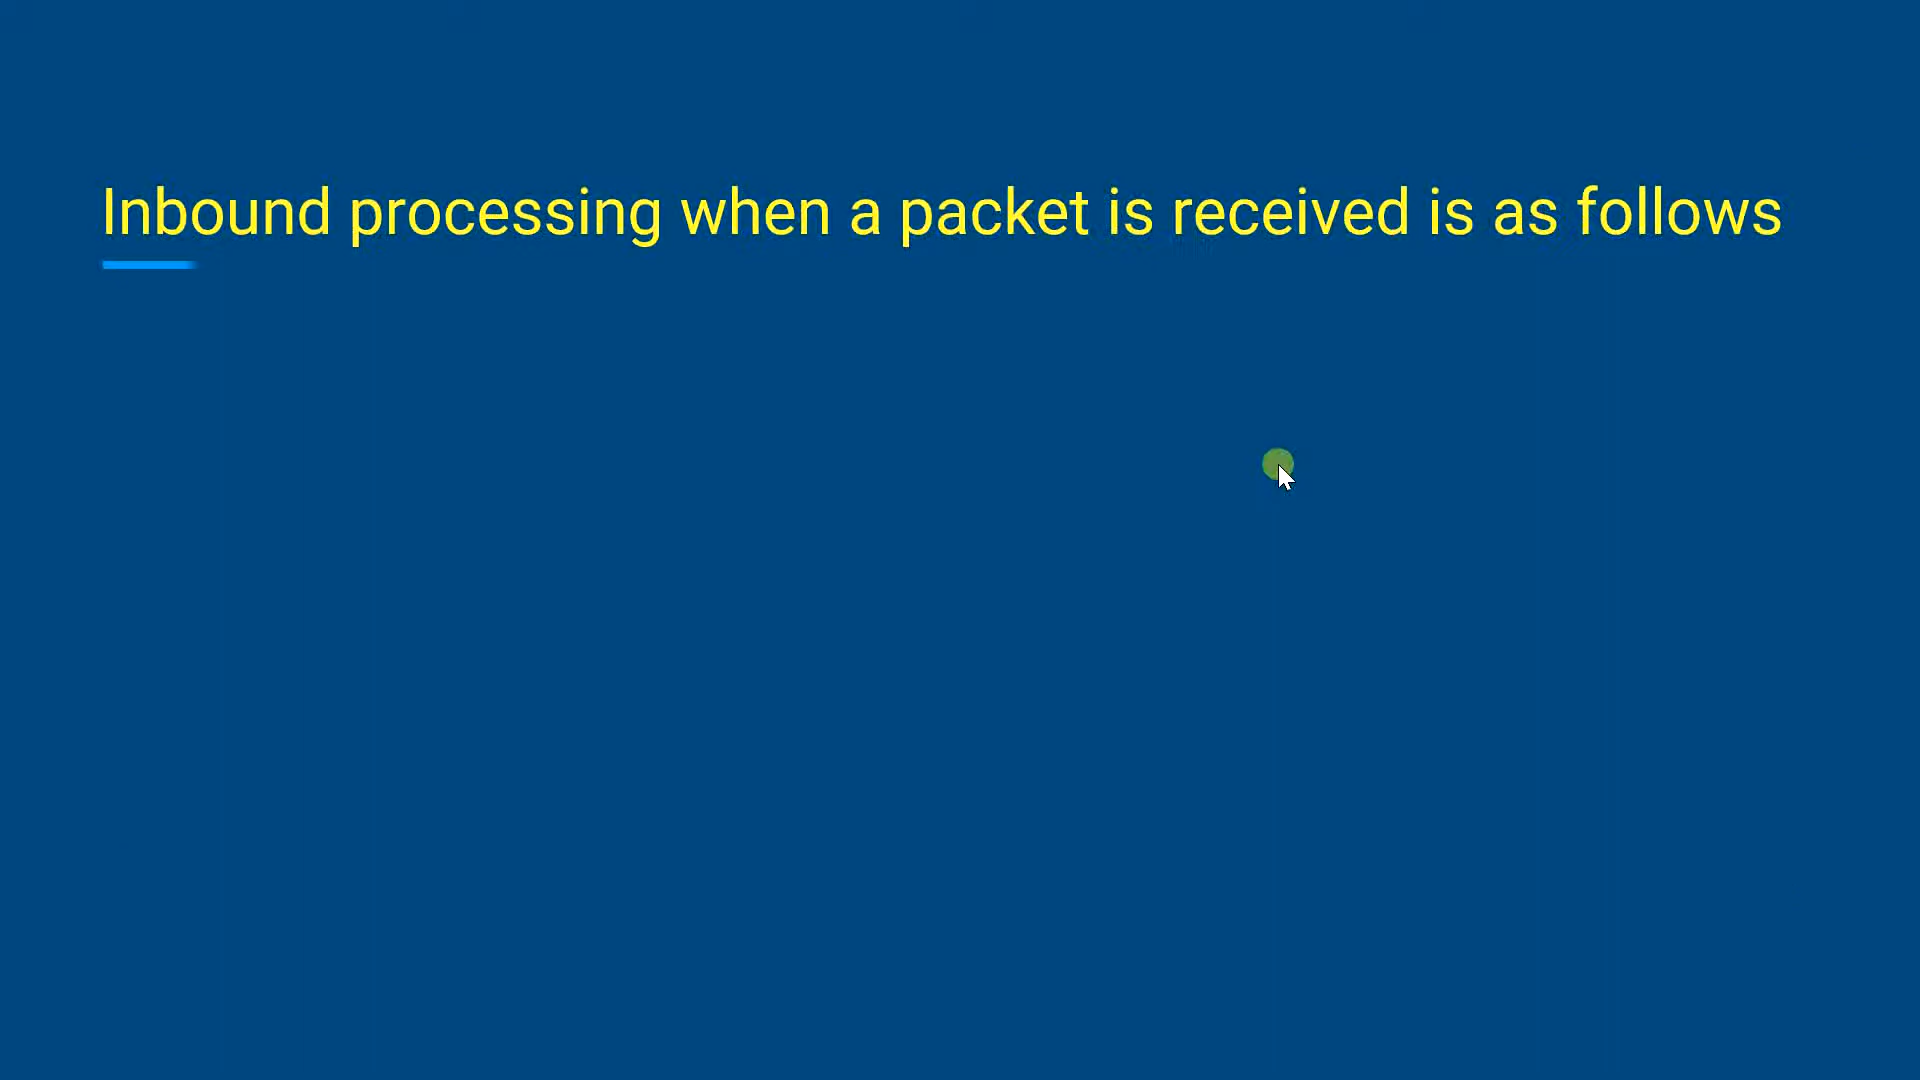 Inbound processing when a packet is received is as follows